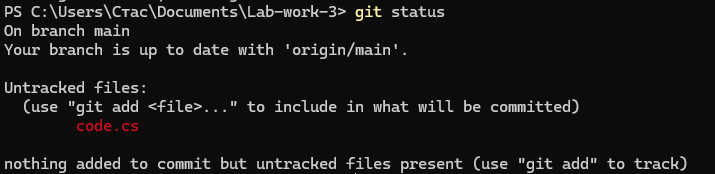 PS C:\Users\Стас\Documents\Lab-work-3> git status
On branch main
Your branch is up to date with 'origin/main'.
Untracked files:
(use "git add <file>..." to include in what will be committed)
code.cs
nothing added to commit but untracked files present (use "git add" to track)